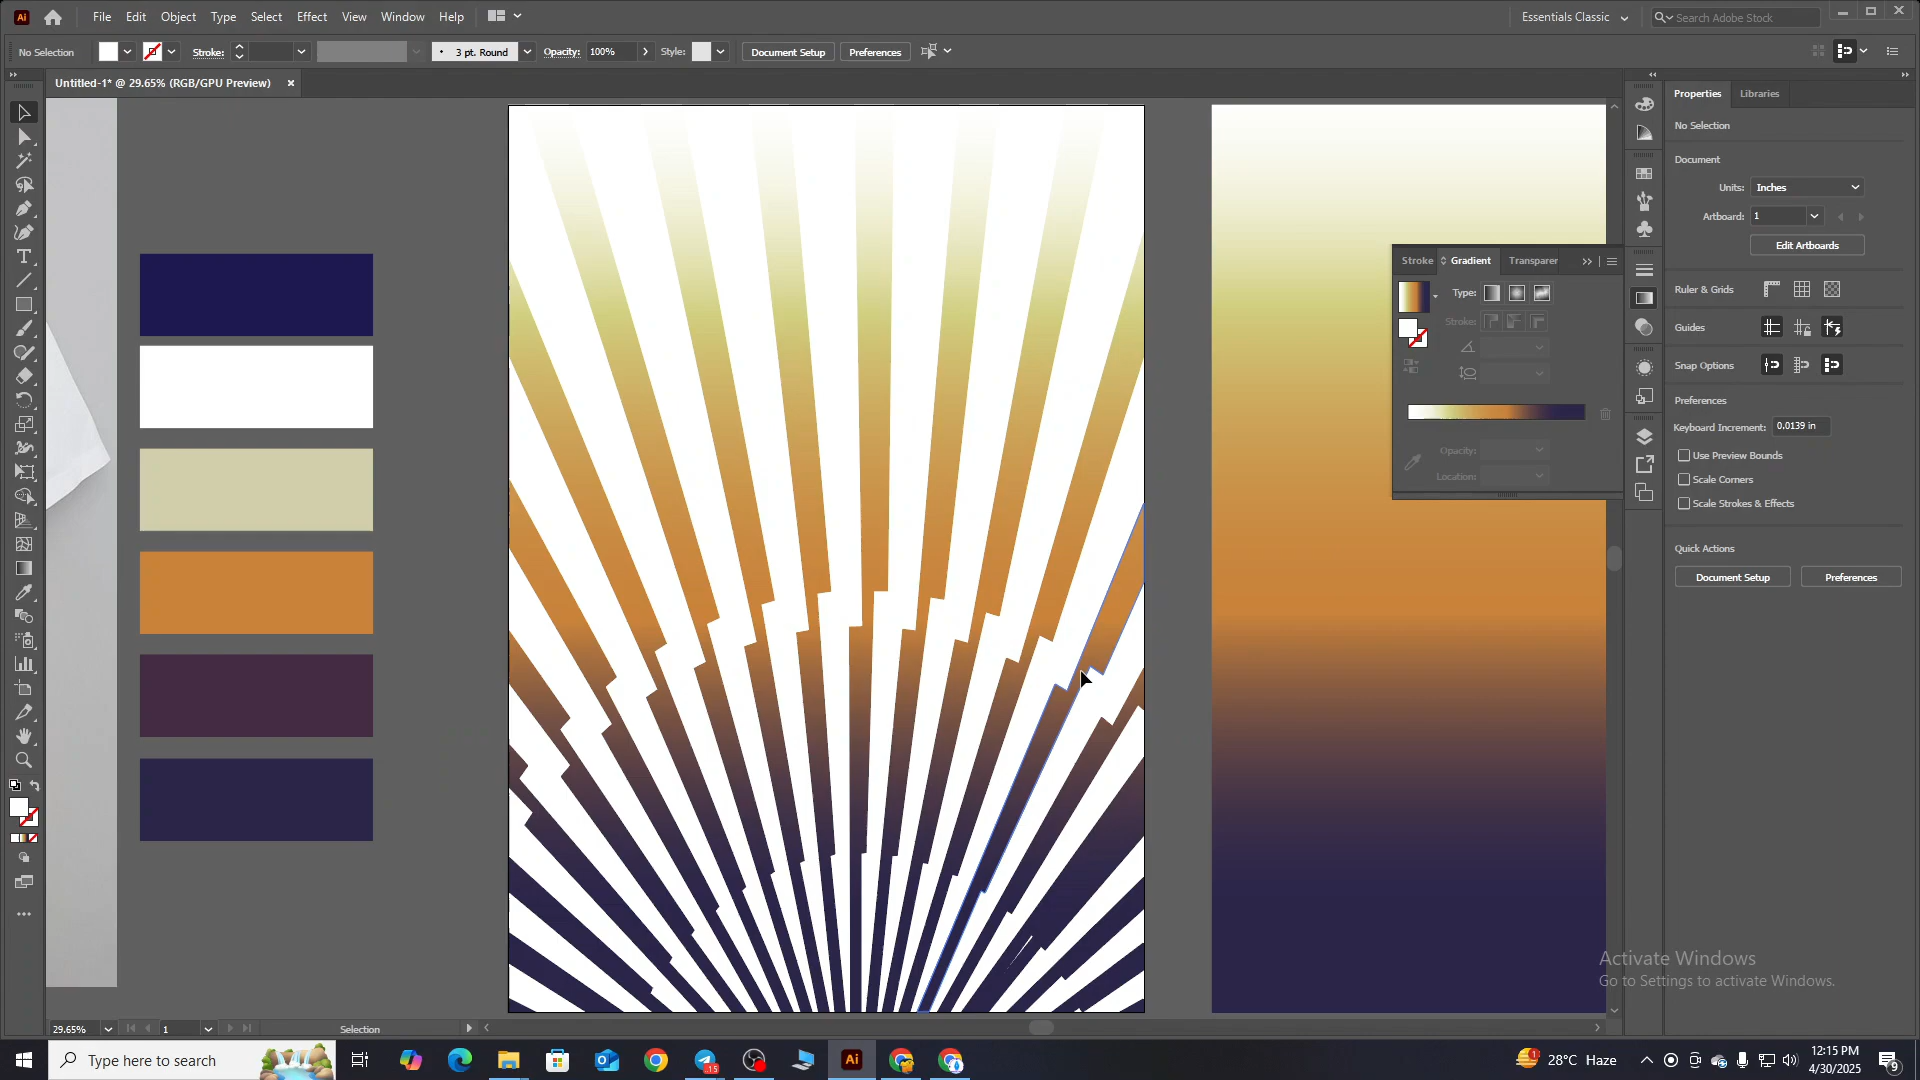 Ai
File
Edit
Object
Type
Select
Effect
View
Window
Help
Essentials Classic
Search Adobe Stock
No Selection
Stroke:
3 pt. Round
Opacity:
100%
Style:
Document Setup
Preferences
Untitled-1* @ 29.65% (RGB/GPU Preview)
Properties
Libraries
No Selection
Document
Units:
Inches
Artboard:
1
Edit Artboards
Ruler & Grids
Guides
Snap Options
Preferences
Keyboard Increment:
0.0139 in
Use Preview Bounds
Scale Corners
Scale Strokes & Effects
Quick Actions
Document Setup
Preferences
Stroke
Gradient
Transparer
Type:
Stroke:
Opacity:
Location:
Activate Windows
Go to Settings to activate Windows.
29.65%
1
Selection
Type here to search
15
Ai
28°C Haze
12:15 PM
4/30/2025
9